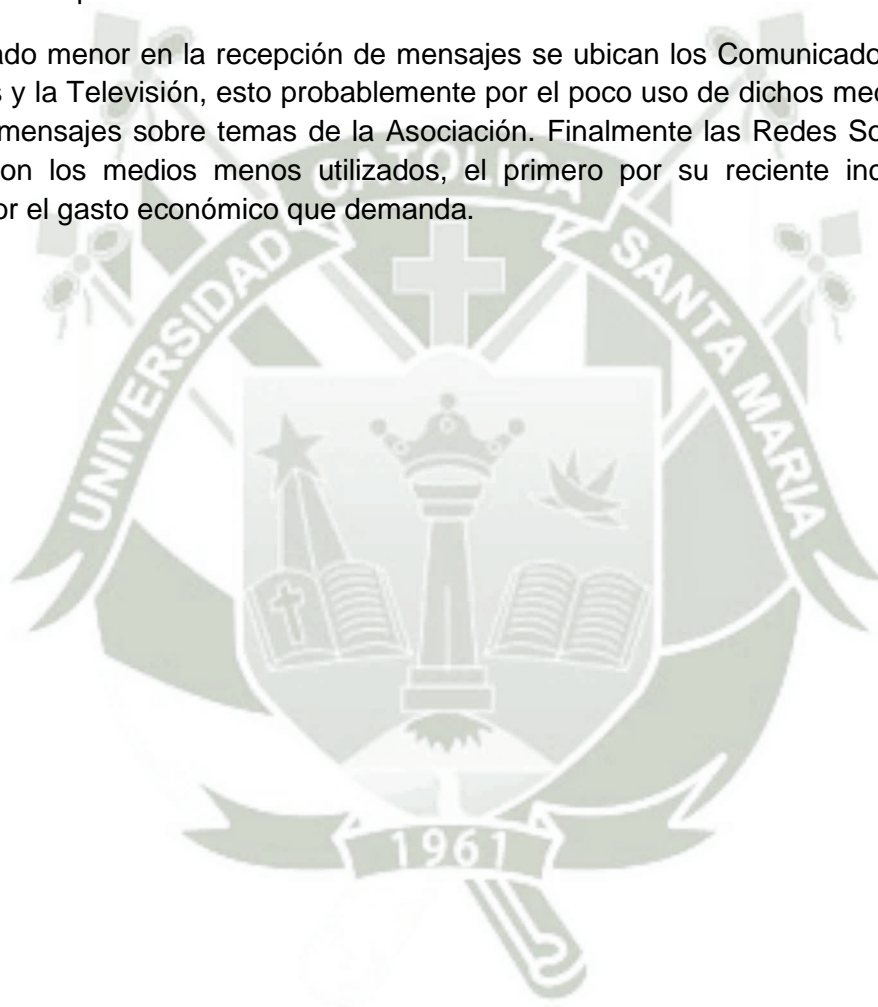 ado menor en la recepción de mensajes se ubican los Comunicado
s y la Televisión, esto probablemente por el poco uso de dichos med
mensajes sobre temas de la Asociación. Finalmente las Redes So
on los medios menos utilizados, el primero por su reciente inc
or el gasto económico que demanda.
CATOLICA
UNIVERSIDAD
SANTA MARIA
1961